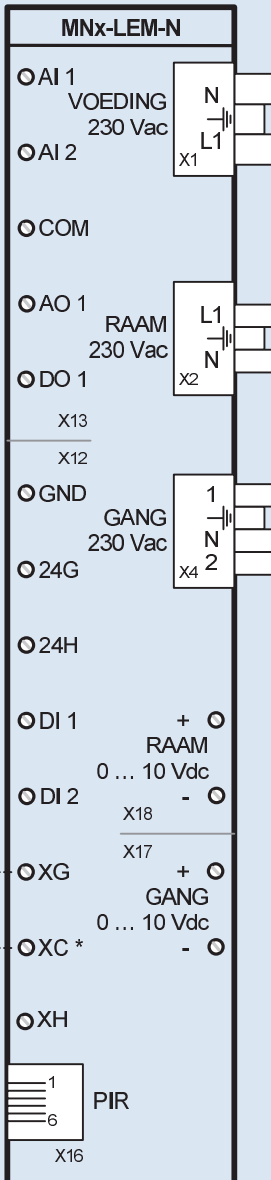 MNx-LEM-N
AI 1
VOEDING
230 Vac
N
L1
X1
AI 2
COM
AO 1
RAAM
230 Vac
L1
N
X2
DO 1
X13
X12
GND
GANG
230 Vac
1
N
2
X4
24G
24H
DI 1
+
RAAM
0 ... 10 Vdc
DI 2
-
X18
X17
XG
+
GANG
0 ... 10 Vdc
XC *
-
XH
1
6
PIR
X16